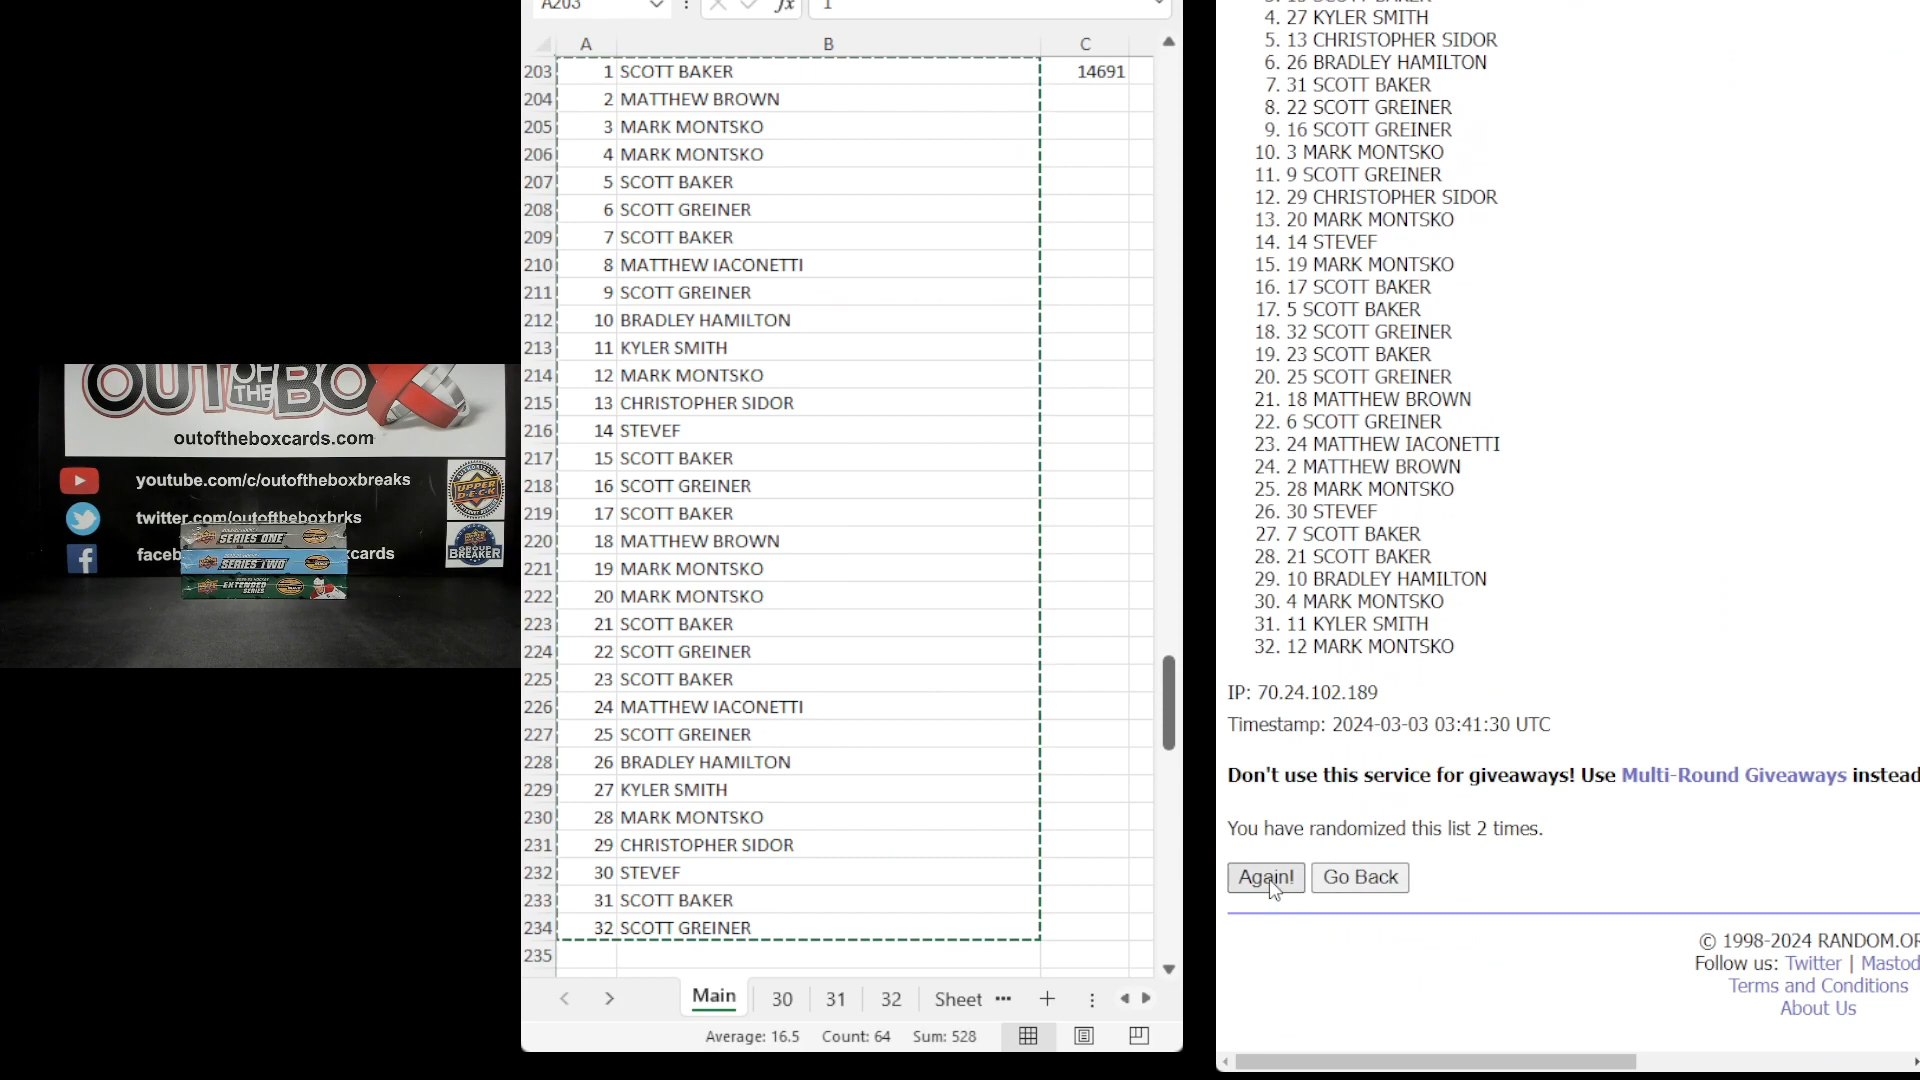 OUT OF THE BOX
outoftheboxcards.com
youtube.com/c/outoftheboxbreaks
twitter.com/outoftheboxbrks
faceb xcards
AUTHORIZED
UPPER DECK
GROUP BREAKER
SERIES ONE
SERIES TWO
EXTENDED SERIES
A203 fx 1
A B C
203 1 SCOTT BAKER 14691
204 2 MATTHEW BROWN
205 3 MARK MONTSKO
206 4 MARK MONTSKO
207 5 SCOTT BAKER
208 6 SCOTT GREINER
209 7 SCOTT BAKER
210 8 MATTHEW IACONETTI
211 9 SCOTT GREINER
212 10 BRADLEY HAMILTON
213 11 KYLER SMITH
214 12 MARK MONTSKO
215 13 CHRISTOPHER SIDOR
216 14 STEVEF
217 15 SCOTT BAKER
218 16 SCOTT GREINER
219 17 SCOTT BAKER
220 18 MATTHEW BROWN
221 19 MARK MONTSKO
222 20 MARK MONTSKO
223 21 SCOTT BAKER
224 22 SCOTT GREINER
225 23 SCOTT BAKER
226 24 MATTHEW IACONETTI
227 25 SCOTT GREINER
228 26 BRADLEY HAMILTON
229 27 KYLER SMITH
230 28 MARK MONTSKO
231 29 CHRISTOPHER SIDOR
232 30 STEVEF
233 31 SCOTT BAKER
234 32 SCOTT GREINER
235
Main 30 31 32 Sheet ...
Average: 16.5 Count: 64 Sum: 528
4. 27 KYLER SMITH
5. 13 CHRISTOPHER SIDOR
6. 26 BRADLEY HAMILTON
7. 31 SCOTT BAKER
8. 22 SCOTT GREINER
9. 16 SCOTT GREINER
10. 3 MARK MONTSKO
11. 9 SCOTT GREINER
12. 29 CHRISTOPHER SIDOR
13. 20 MARK MONTSKO
14. 14 STEVEF
15. 19 MARK MONTSKO
16. 17 SCOTT BAKER
17. 5 SCOTT BAKER
18. 32 SCOTT GREINER
19. 23 SCOTT BAKER
20. 25 SCOTT GREINER
21. 18 MATTHEW BROWN
22. 6 SCOTT GREINER
23. 24 MATTHEW IACONETTI
24. 2 MATTHEW BROWN
25. 28 MARK MONTSKO
26. 30 STEVEF
27. 7 SCOTT BAKER
28. 21 SCOTT BAKER
29. 10 BRADLEY HAMILTON
30. 4 MARK MONTSKO
31. 11 KYLER SMITH
32. 12 MARK MONTSKO
IP: 70.24.102.189
Timestamp: 2024-03-03 03:41:30 UTC
Don't use this service for giveaways! Use Multi-Round Giveaways instead
You have randomized this list 2 times.
Again! Go Back
© 1998-2024 RANDOM.OR
Follow us: Twitter | Mastod
Terms and Conditions
About Us